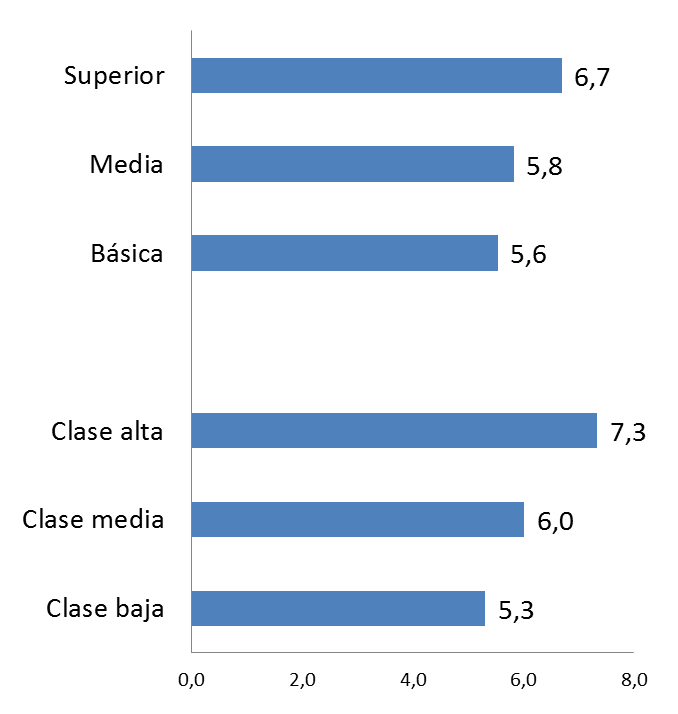 Superior 6,7
Media 5,8
Básica 5,6
Clase alta 7,3
Clase media 6,0
Clase baja 5,3
0,0 2,0 4,0 6,0 8,0